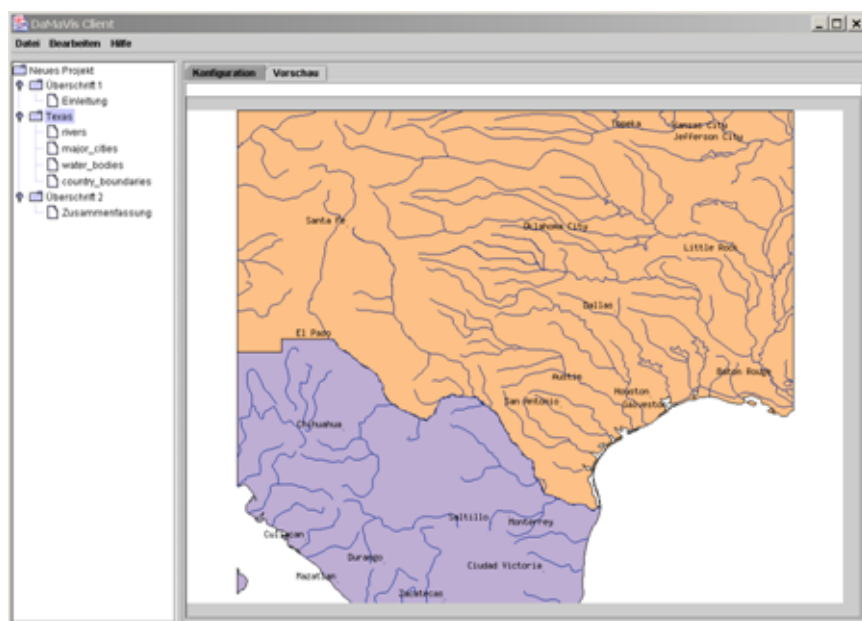 DaMaVis Client
Datei Bearbeiten Hilfe
Neues Projekt
Überschrift 1
Einleitung
Texas
rivers
major_cities
water_bodies
country_boundaries
Überschrift 2
Zusammenfassung
Konfiguration Vorschau
Topeka
Kansas City
Jefferson City
Santa Fe
Oklahoma City
Little Rock
Dallas
El Paso
Austin
Baton Rouge
Houston
San Antonio
Galveston
Chihuahua
Saltillo
Monterrey
Culiacan
Durango
Ciudad Victoria
Mazatlan
Zacatecas